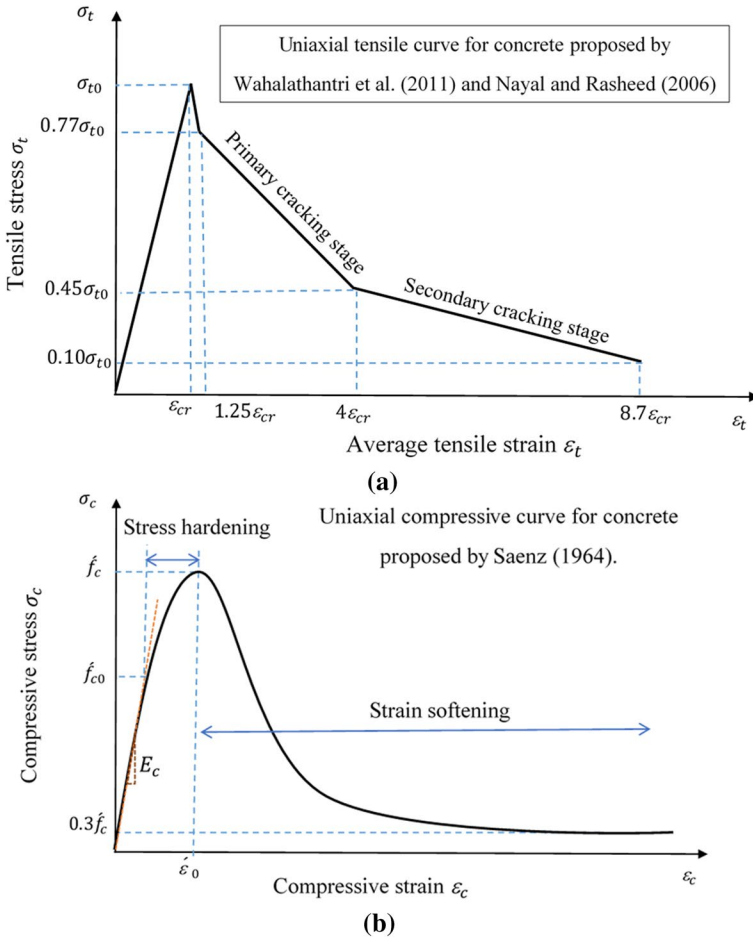 σt
Uniaxial tensile curve for concrete proposed by
Wahalathantri et al. (2011) and Nayal and Rasheed (2006)
σt0
0.77σt0
Primary cracking stage
Tensile stress σt
0.45σt0
Secondary cracking stage
0.10σt0
εcr
1.25εcr
4εcr
8.7εcr
εt
Average tensile strain εt
(a)
σc
Stress hardening
Uniaxial compressive curve for concrete
proposed by Saenz (1964).
f́c
Compressive stress σc
f́c0
Strain softening
Ec
0.3f́c
έ0
Compressive strain εc
εc
(b)